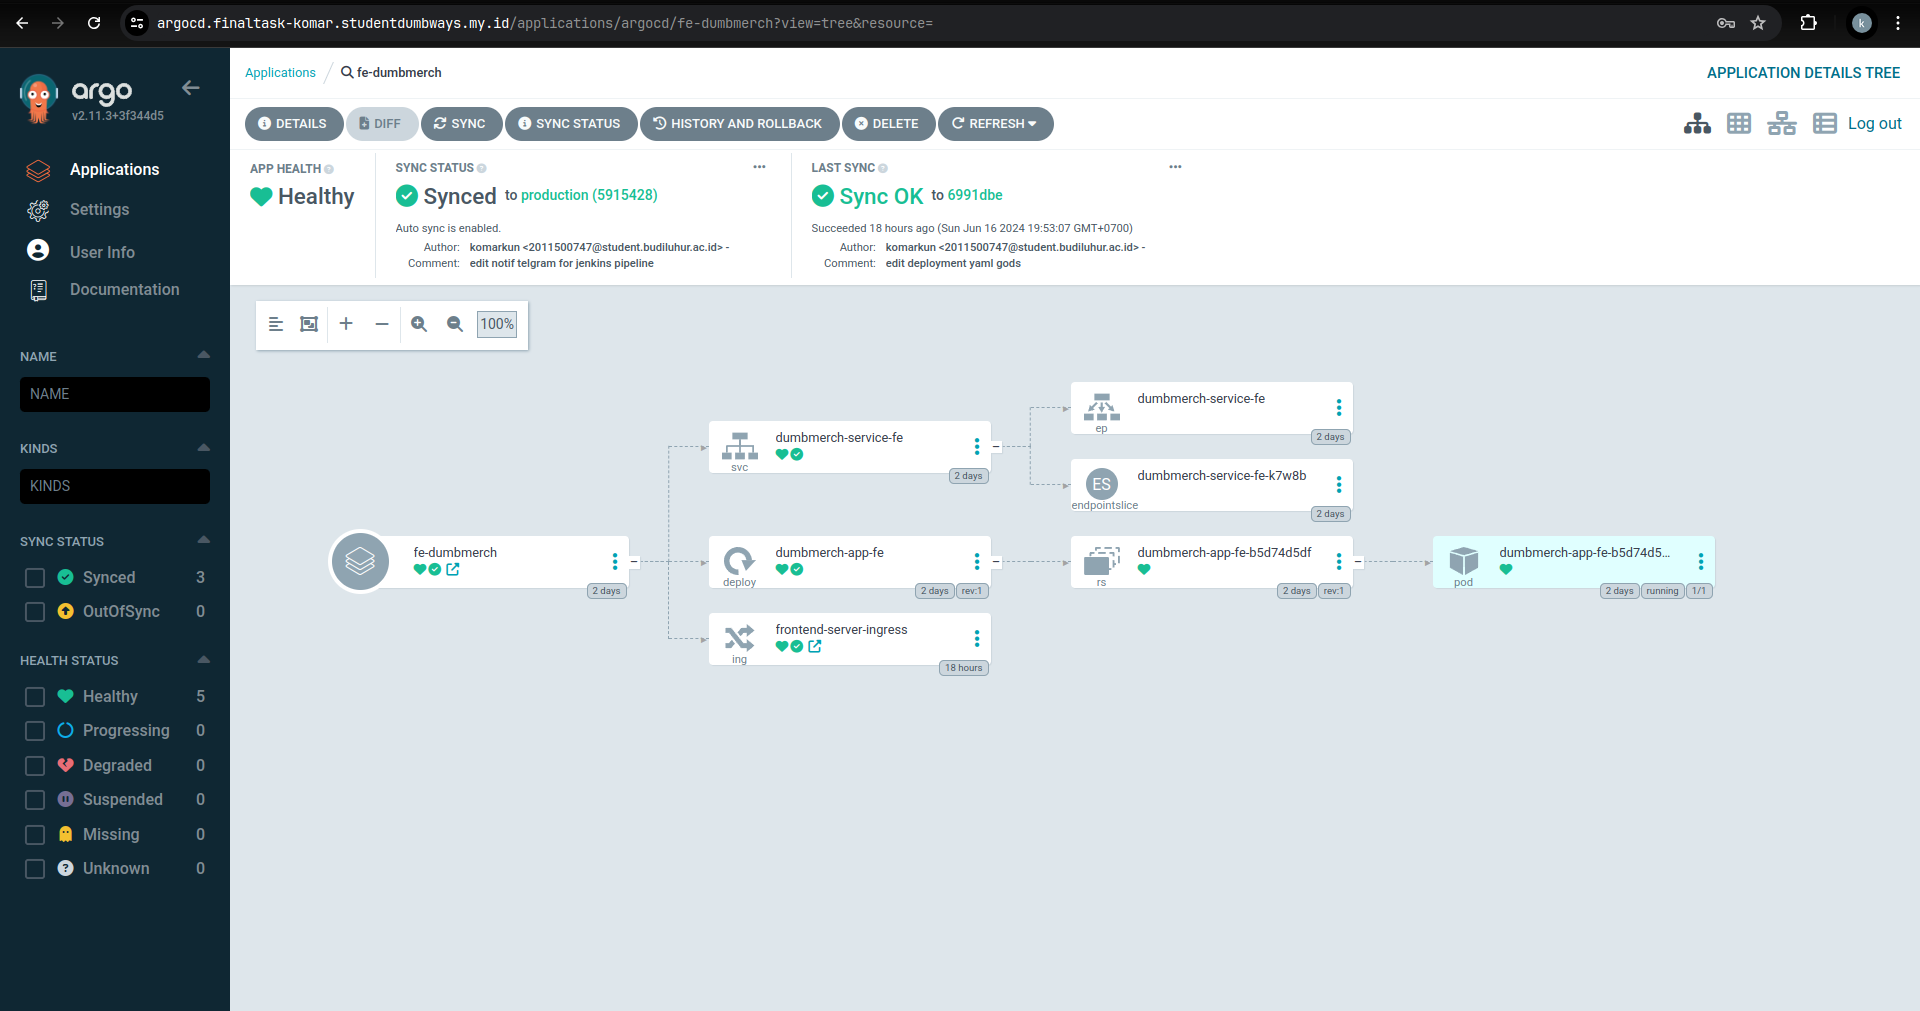 argocd.finaltask-komar.studentdumbways.my.id/applications/argocd/fe-dumbmerch?view=tree&resource=
k
argo
v2.11.3+3f344d5
Applications
Settings
User Info
Documentation
NAME
NAME
KINDS
KINDS
SYNC STATUS
Synced 3
OutOfSync 0
HEALTH STATUS
Healthy 5
Progressing 0
Degraded 0
Suspended 0
Missing 0
Unknown 0
Applications / fe-dumbmerch
APPLICATION DETAILS TREE
DETAILS DIFF SYNC SYNC STATUS HISTORY AND ROLLBACK DELETE REFRESH
Log out
APP HEALTH
Healthy
SYNC STATUS
Synced to production (5915428)
Auto sync is enabled.
Author: komarkun <2011500747@student.budiluhur.ac.id> -
Comment: edit notif telgram for jenkins pipeline
LAST SYNC
Sync OK to 6991dbe
Succeeded 18 hours ago (Sun Jun 16 2024 19:53:07 GMT+0700)
Author: komarkun <2011500747@student.budiluhur.ac.id> -
Comment: edit deployment yaml gods
100%
fe-dumbmerch
2 days
dumbmerch-service-fe
svc
2 days
dumbmerch-app-fe
deploy
2 days rev:1
frontend-server-ingress
ing
18 hours
dumbmerch-service-fe
ep
2 days
ES
dumbmerch-service-fe-k7w8b
endpointslice
2 days
dumbmerch-app-fe-b5d74d5df
rs
2 days rev:1
dumbmerch-app-fe-b5d74d5...
pod
2 days running 1/1